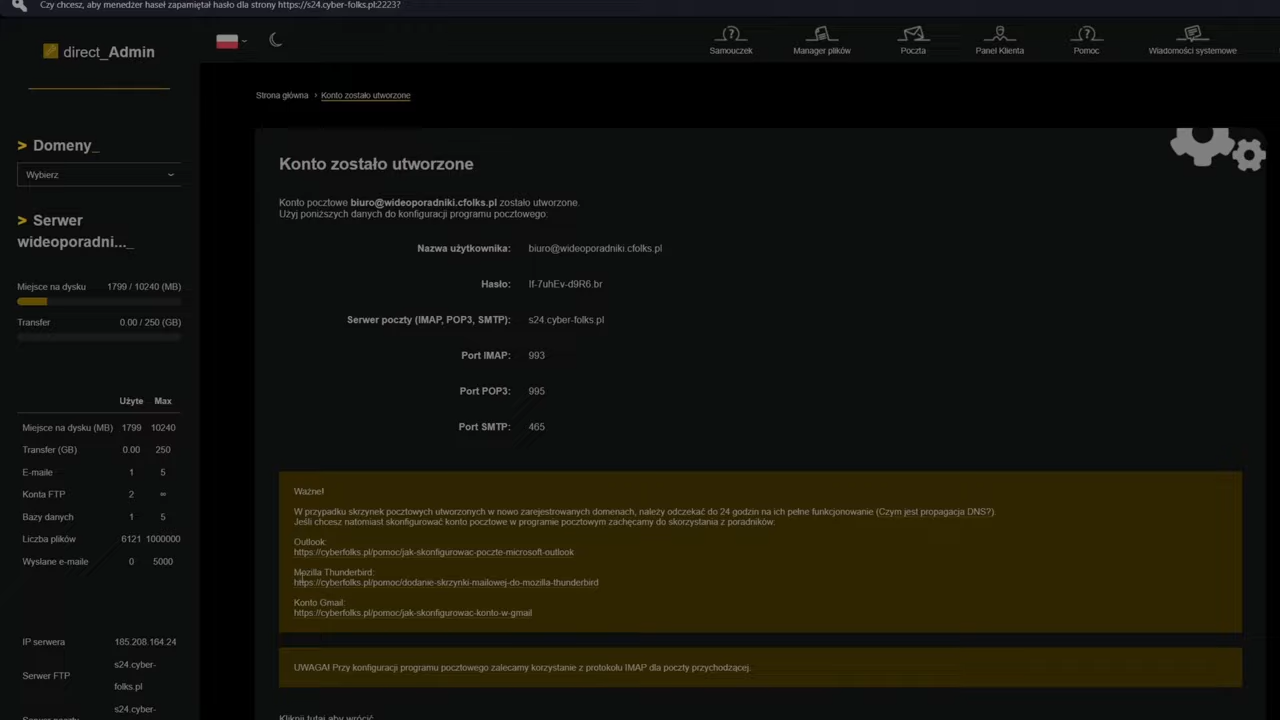 Czy chcesz, aby menedżer haseł zapamiętał hasło dla strony https://s24.cyber-folks.pl:2223?
direct_Admin
Samouczek
Manager plików
Poczta
Panel Klienta
Pomoc
Wiadomości systemowe
Strona główna › Konto zostało utworzone
> Domeny_
Wybierz
> Serwer
wideoporadni..._
Miejsce na dysku 1799 / 10240 (MB)
Transfer 0.00 / 250 (GB)
Użyte Max
Miejsce na dysku (MB) 1799 10240
Transfer (GB) 0.00 250
E-maile 1 5
Konta FTP 2 ∞
Bazy danych 1 5
Liczba plików 6121 1000000
Wysłane e-maile 0 5000
IP serwera 185.208.164.24
Serwer FTP s24.cyber-
folks.pl
s24.cyber-
Konto zostało utworzone
Konto pocztowe biuro@wideoporadniki.cfolks.pl zostało utworzone.
Użyj poniższych danych do konfiguracji programu pocztowego:
Nazwa użytkownika: biuro@wideoporadniki.cfolks.pl
Hasło:
Serwer poczty (IMAP, POP3, SMTP): s24.cyber-folks.pl
Port IMAP: 993
Port POP3: 995
Port SMTP: 465
Ważne!
W przypadku skrzynek pocztowych utworzonych w nowo zarejestrowanych domenach, należy odczekać do 24 godzin na ich pełne funkcjonowanie (Czym jest propagacja DNS?).
Jeśli chcesz natomiast skonfigurować konto pocztowe w programie pocztowym zachęcamy do skorzystania z poradników:
Outlook:
https://cyberfolks.pl/pomoc/jak-skonfigurowac-poczte-microsoft-outlook
Mozilla Thunderbird:
https://cyberfolks.pl/pomoc/dodanie-skrzynki-mailowej-do-mozilla-thunderbird
Konto Gmail:
https://cyberfolks.pl/pomoc/jak-skonfigurowac-konto-w-gmail
UWAGA! Przy konfiguracji programu pocztowego zalecamy korzystanie z protokołu IMAP dla poczty przychodzącej.
Kliknij tutaj aby wrócić